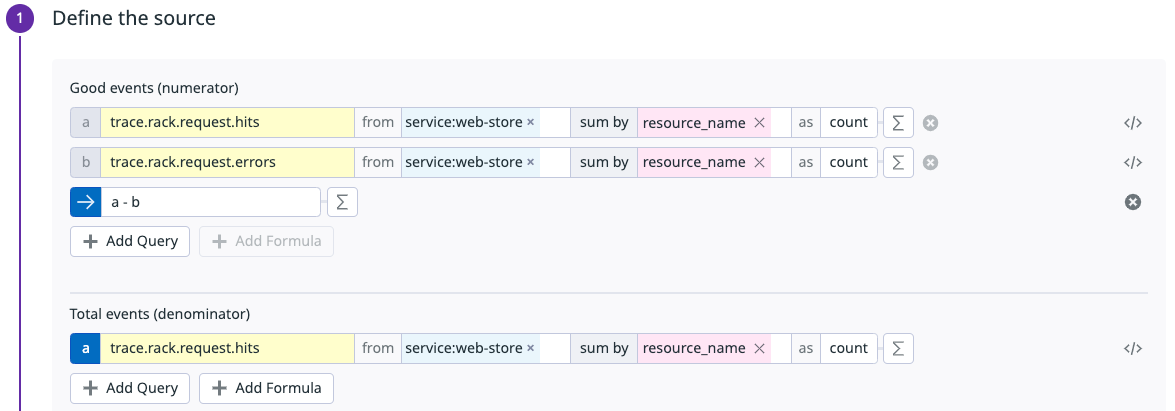 1 Define the source
Good events (numerator)
a trace.rack.request.hits from service:web-store × sum by resource_name × as count Σ
b trace.rack.request.errors from service:web-store × sum by resource_name × as count Σ
→ a - b Σ
+ Add Query + Add Formula
Total events (denominator)
a trace.rack.request.hits from service:web-store × sum by resource_name × as count Σ
+ Add Query + Add Formula